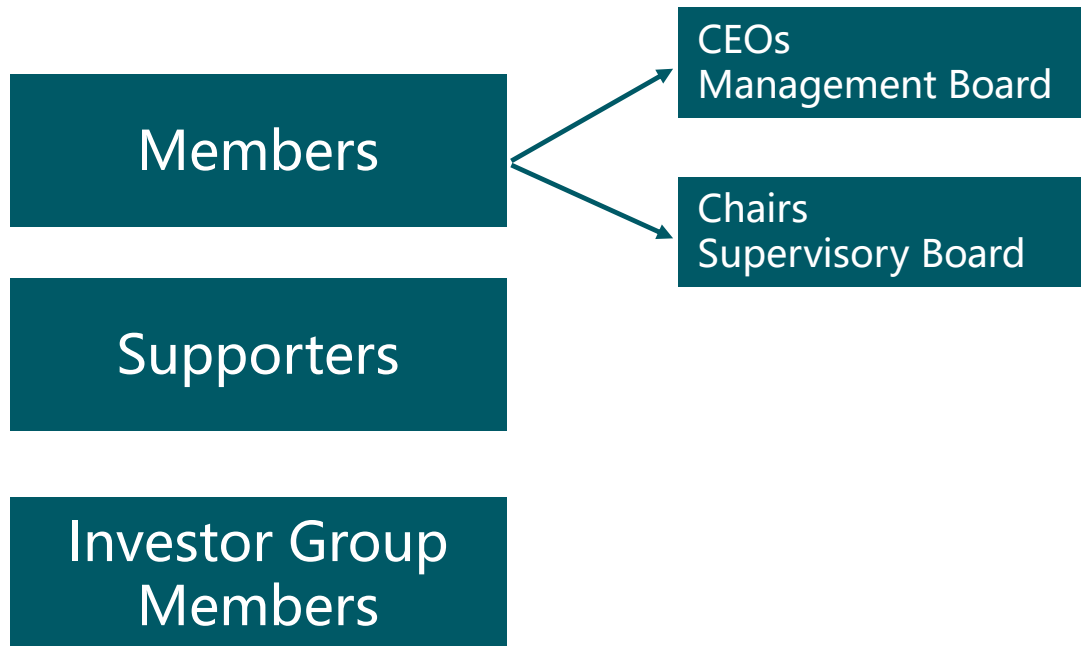 Members
CEOs
Management Board
Chairs
Supervisory Board
Supporters
Investor Group
Members